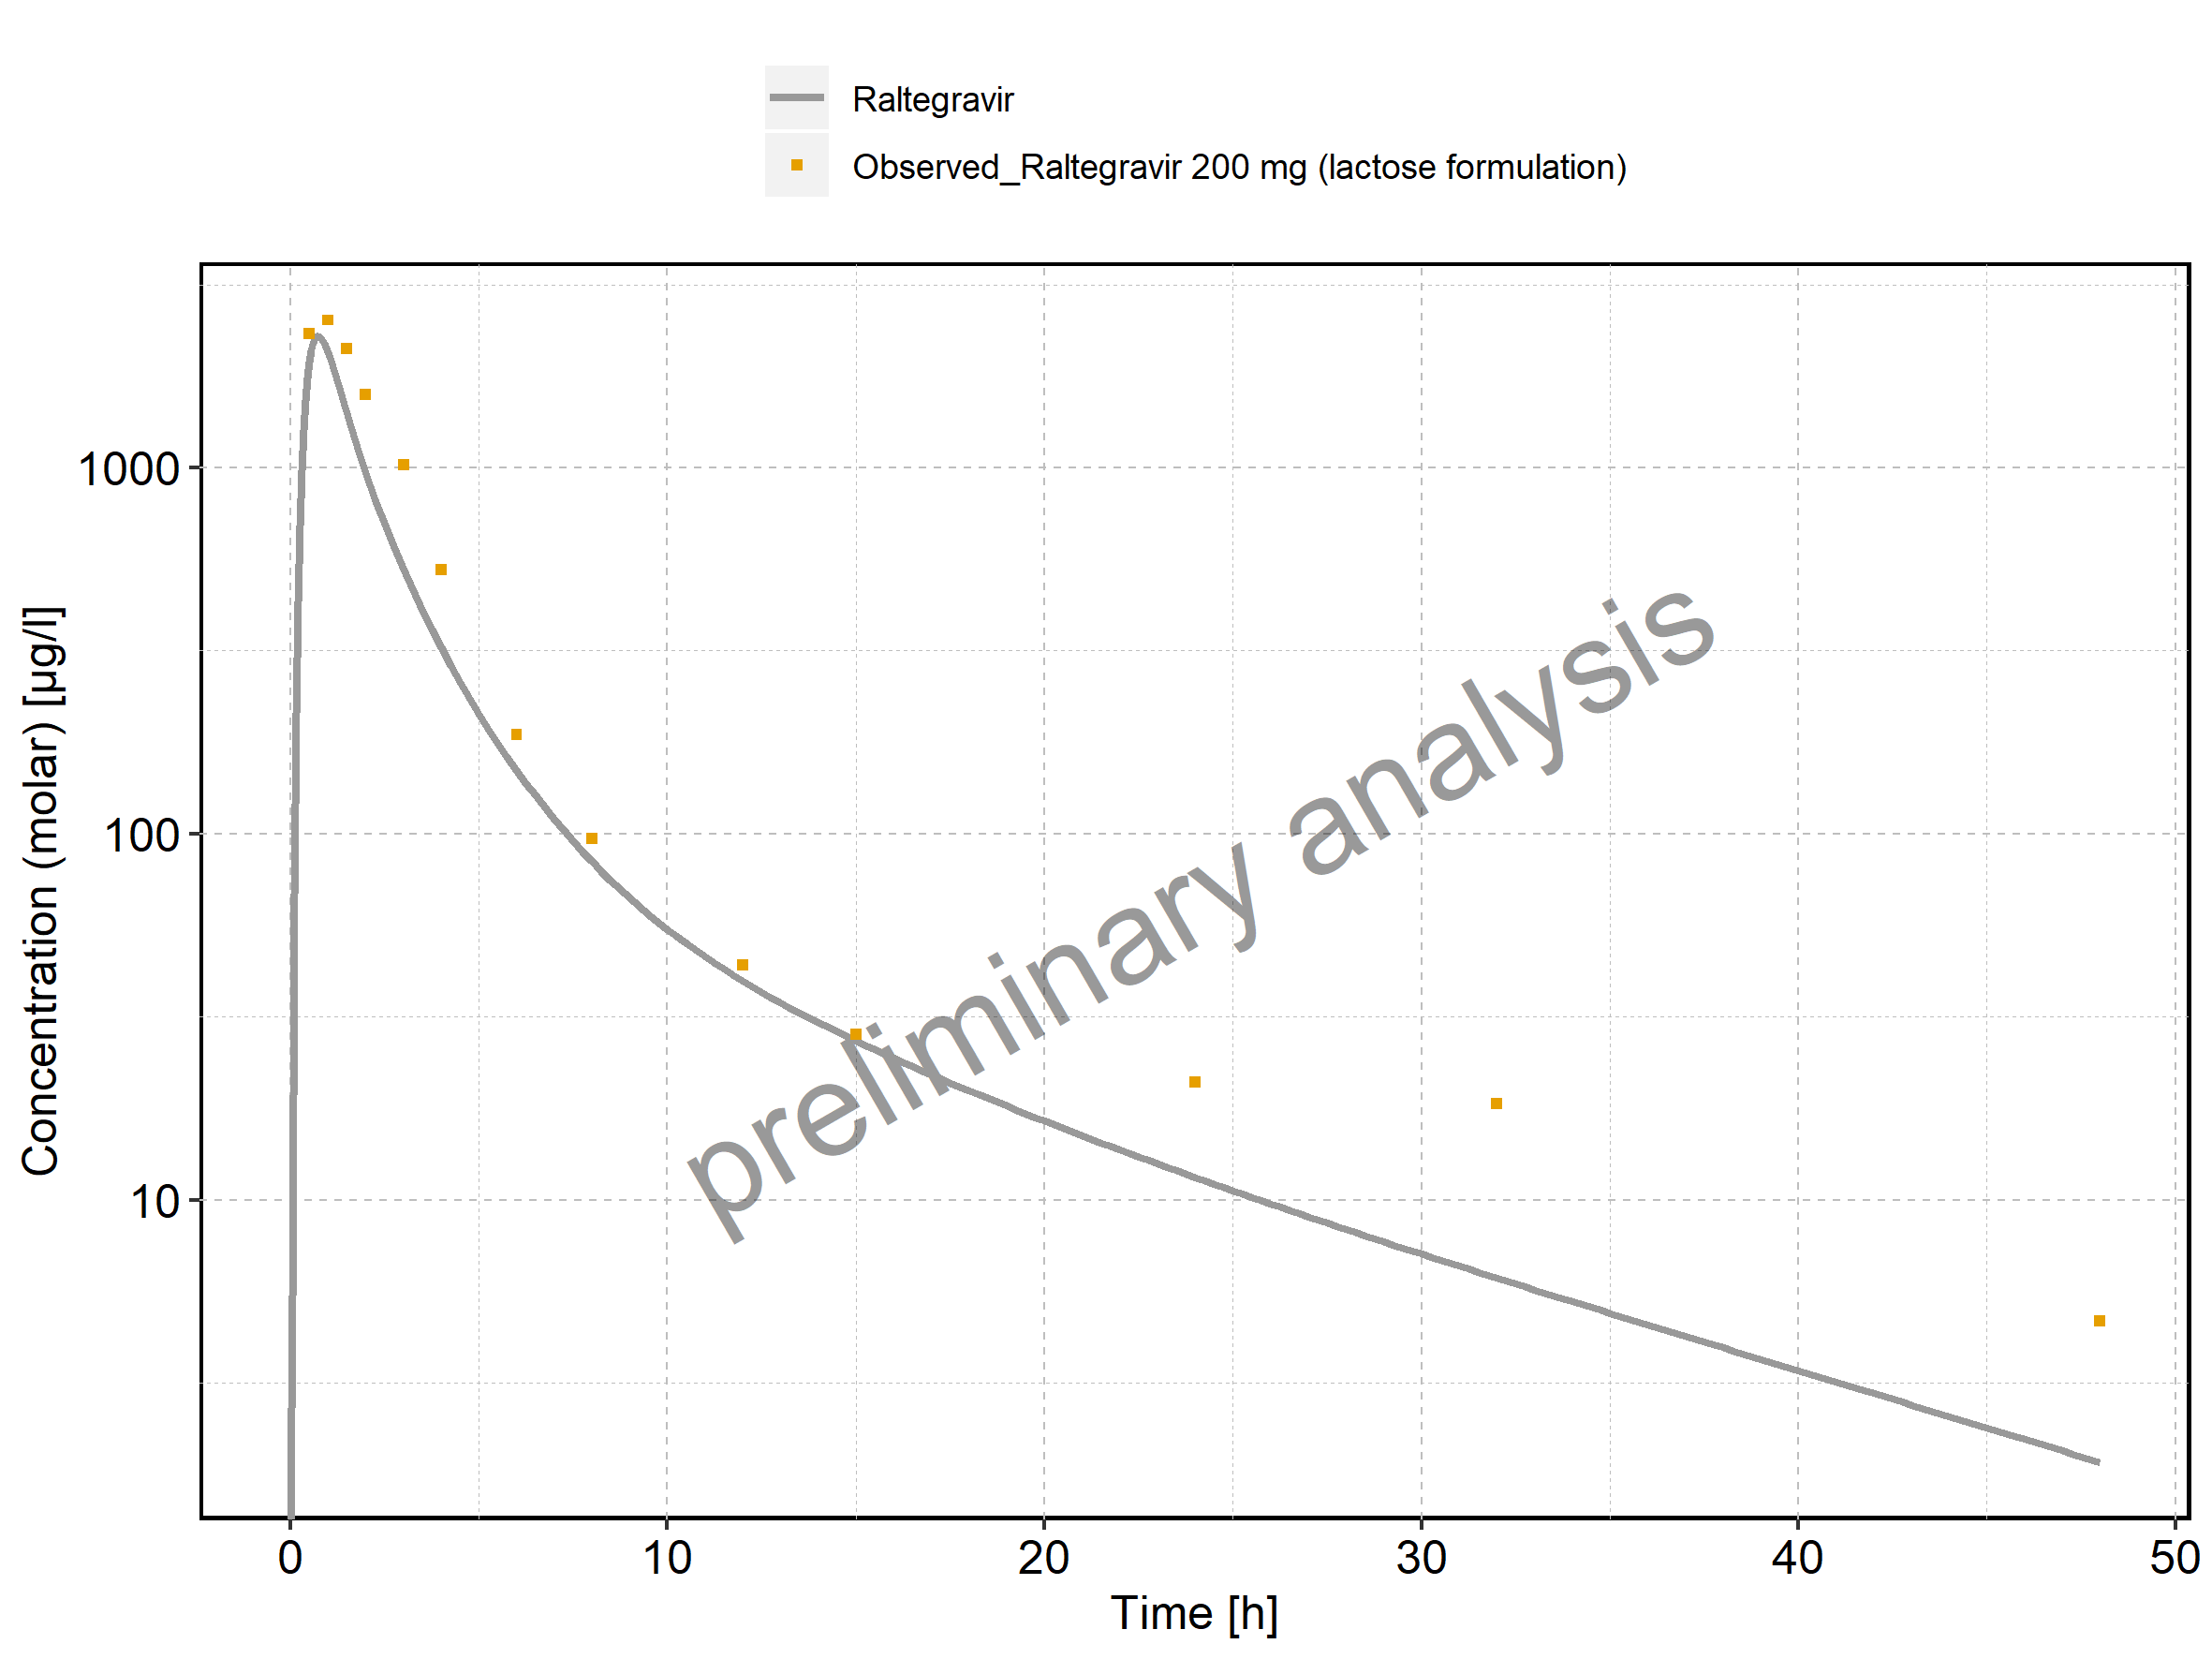 Raltegravir
Observed_Raltegravir 200 mg (lactose formulation)
Concentration (molar) [µg/l]
1000
100
10
preliminary analysis
0 10 20 30 40 50
Time [h]